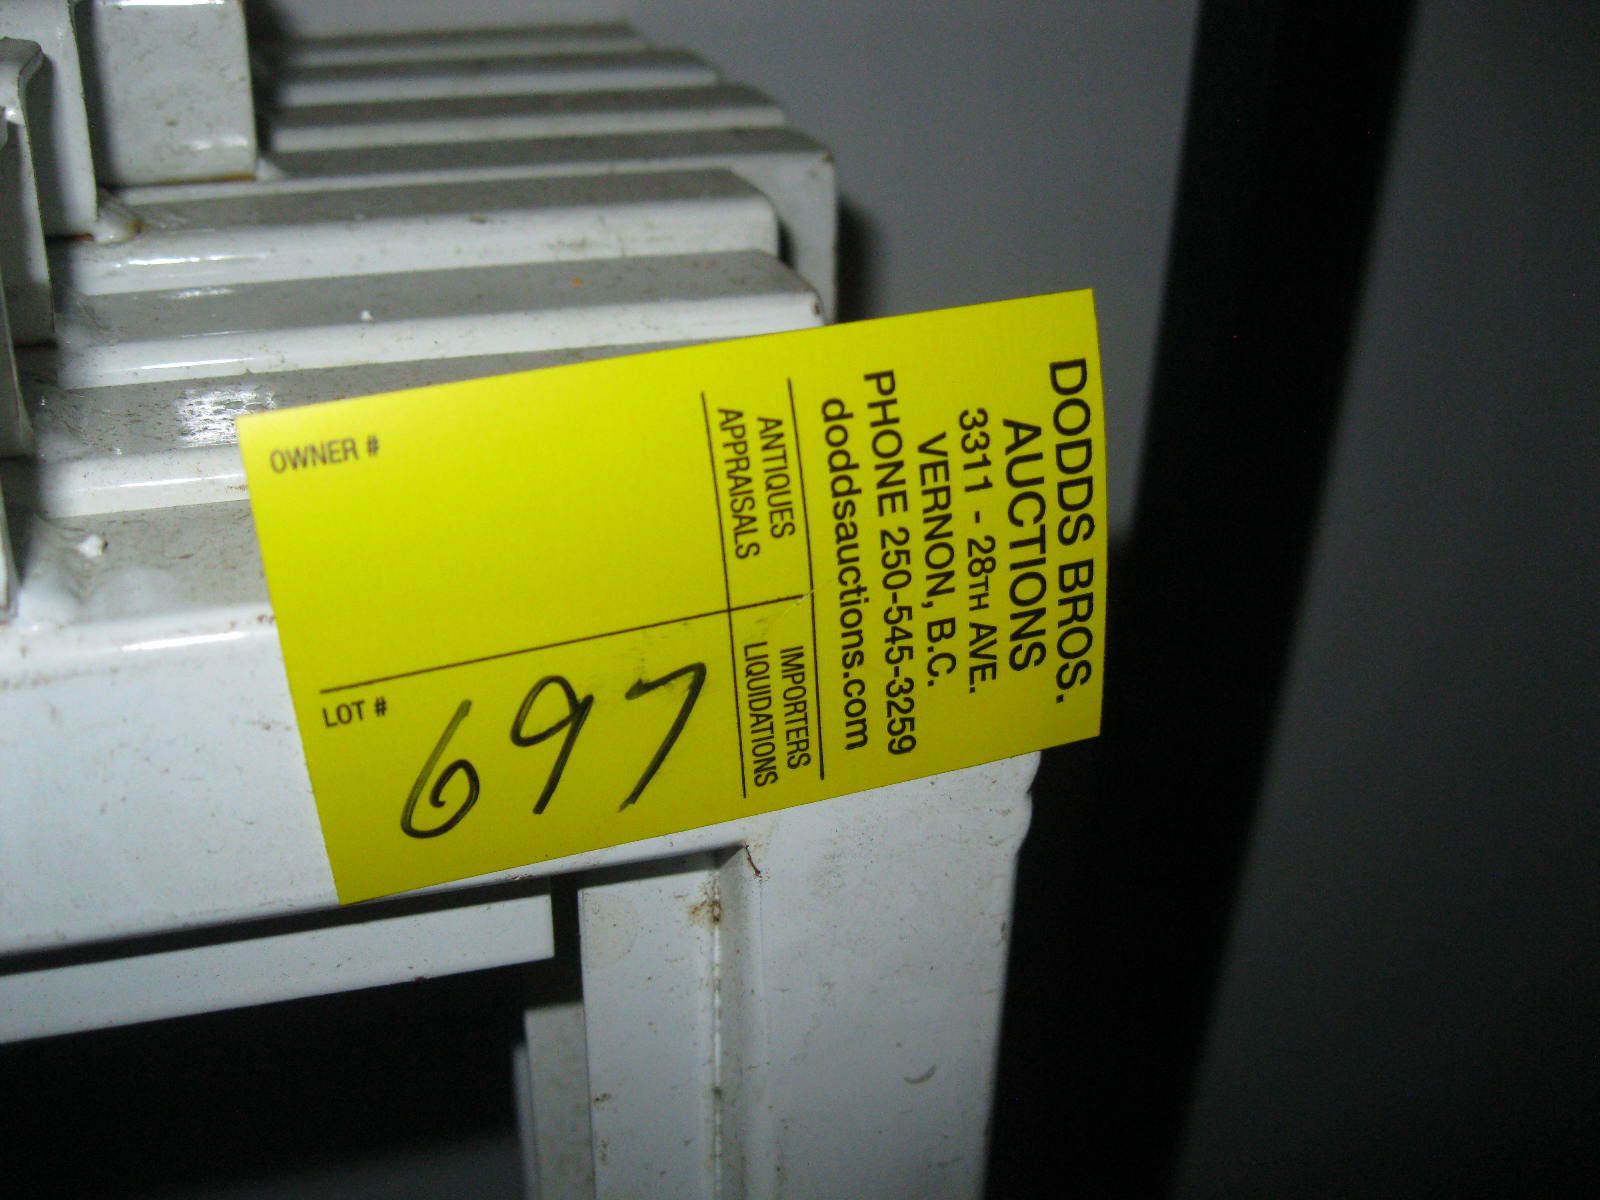 DODDS BROS.
AUCTIONS
3311 - 28TH AVE.
VERNON, B.C.
PHONE 250-545-3259
doddsauctions.com
ANTIQUES IMPORTERS
APPRAISALS LIQUIDATIONS
OWNER #
LOT # 697